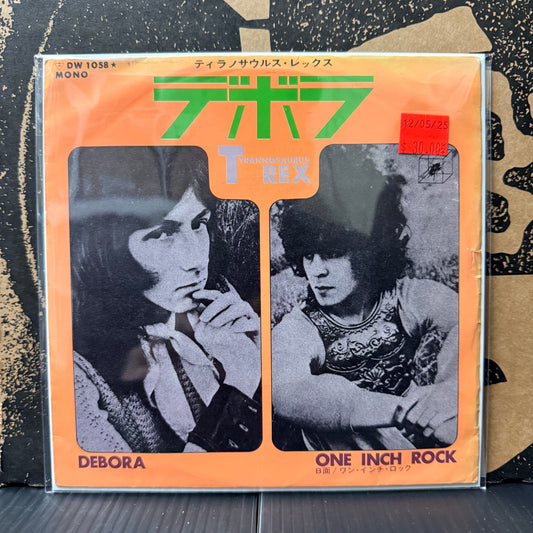 DW 1058★
MONO
ティラノサウルス・レックス
デボラ
12/05/25
$ 30.00
TYRANNOSAURUS
T REX
DEBORA
ONE INCH ROCK
B面/ワン・インチ・ロック